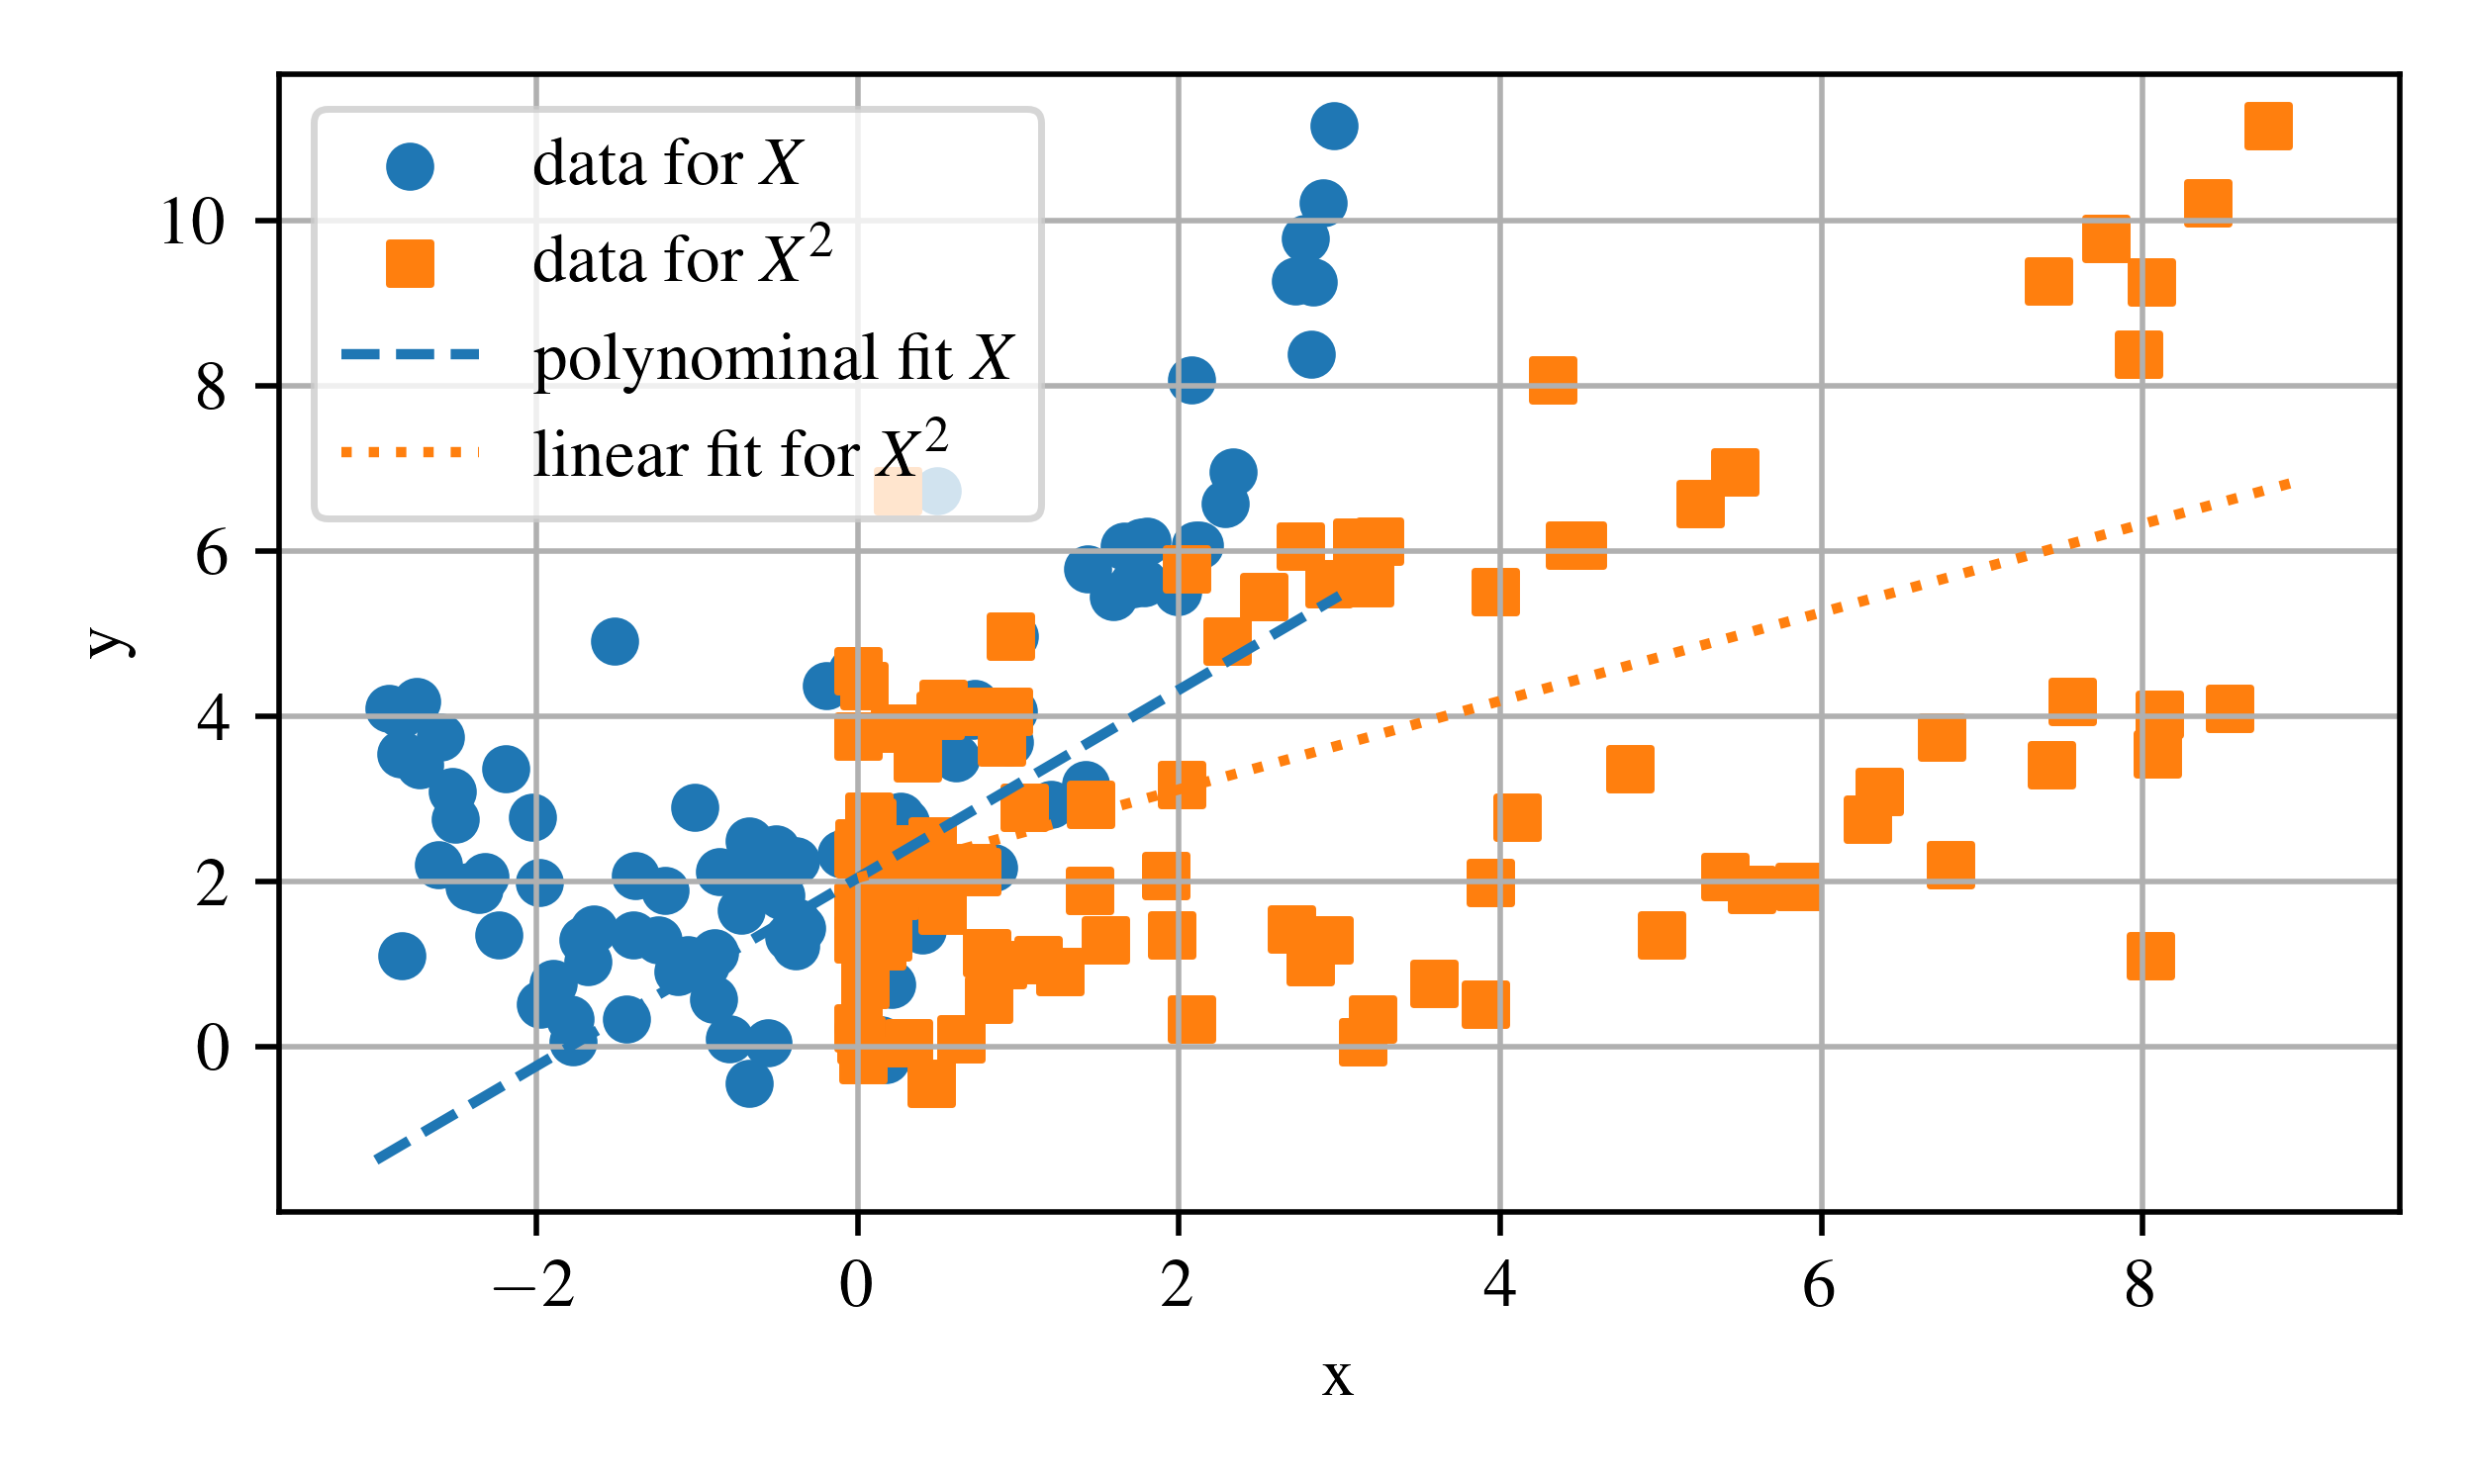 data for X
data for X²
polynominal fit X
linear fit for X²
10
8
6
4
2
0
y
−2 0 2 4 6 8
x